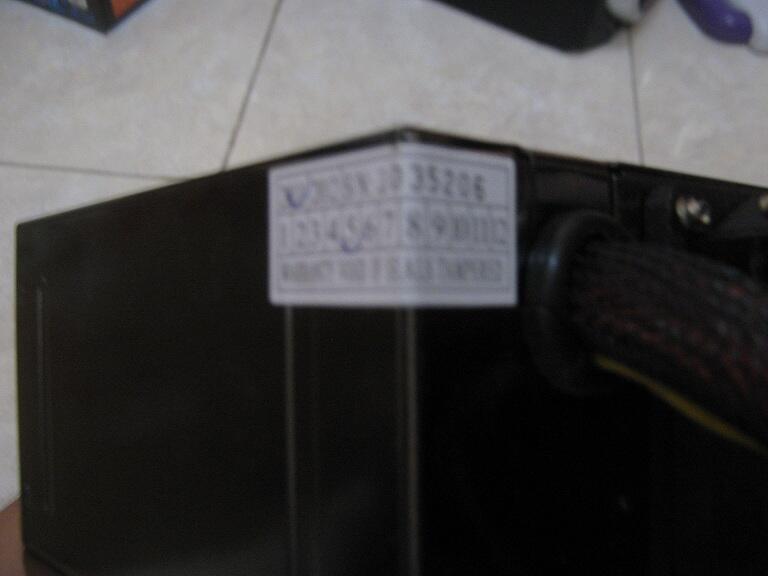 35206
1 2 3 4 5 6 7 8 9 10 11 12
WARRANTY VOID IF SEAL IS TAMPERED